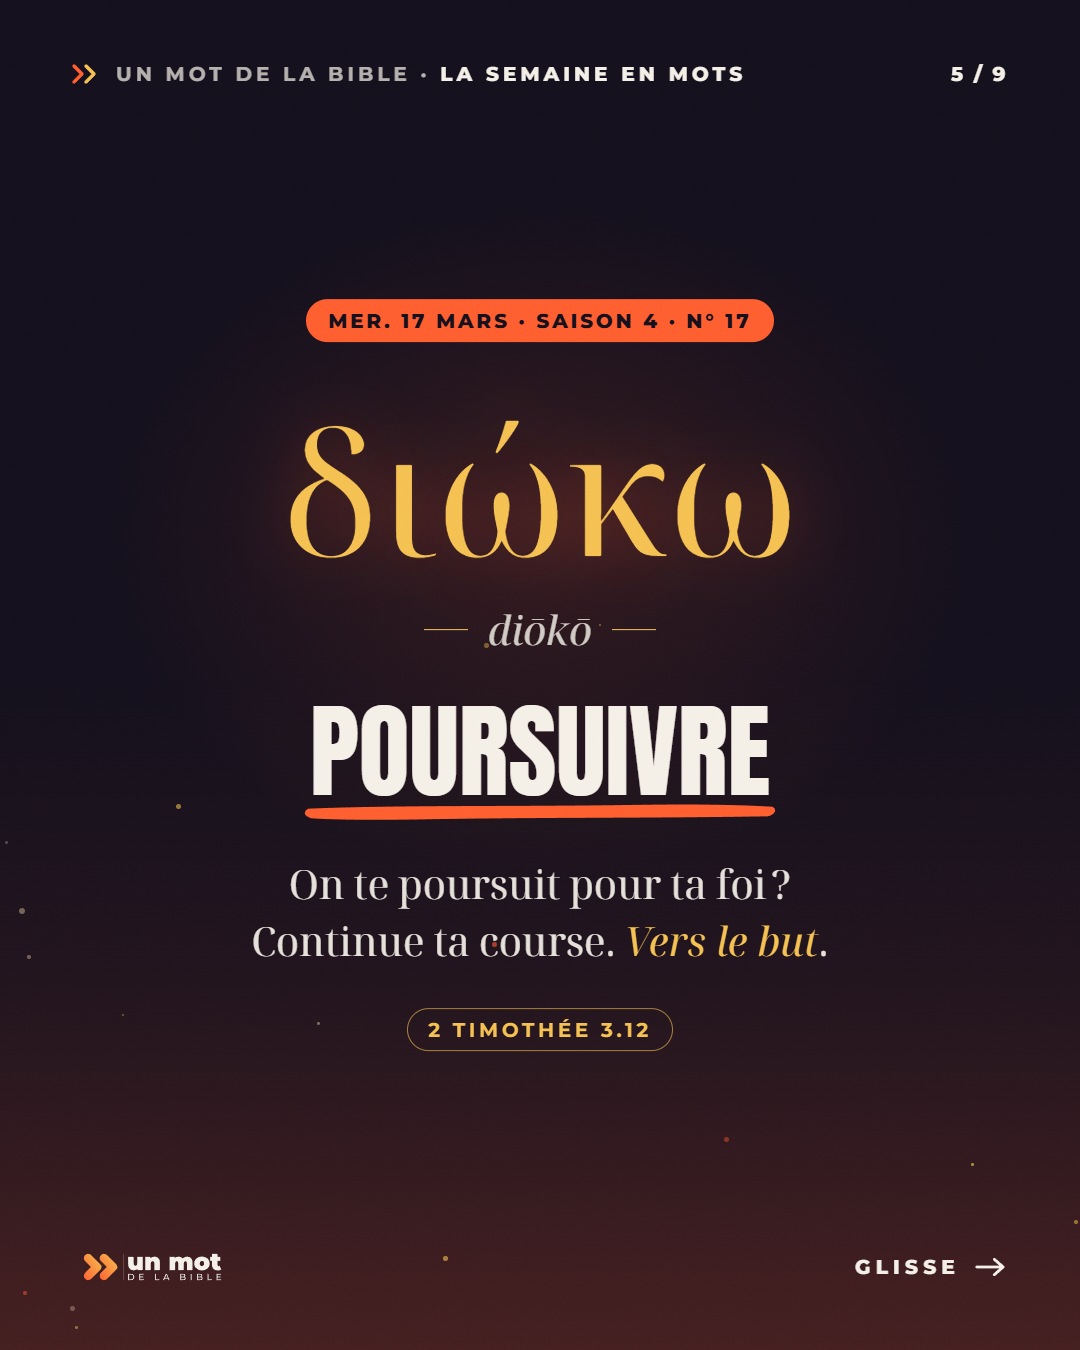 UN MOT DE LA BIBLE · LA SEMAINE EN MOTS 5 / 9
MER. 17 MARS · SAISON 4 · N° 17
διώκω
diōkō
POURSUIVRE
On te poursuit pour ta foi ?
Continue ta course. Vers le but.
2 TIMOTHÉE 3.12
un mot
DE LA BIBLE
GLISSE →